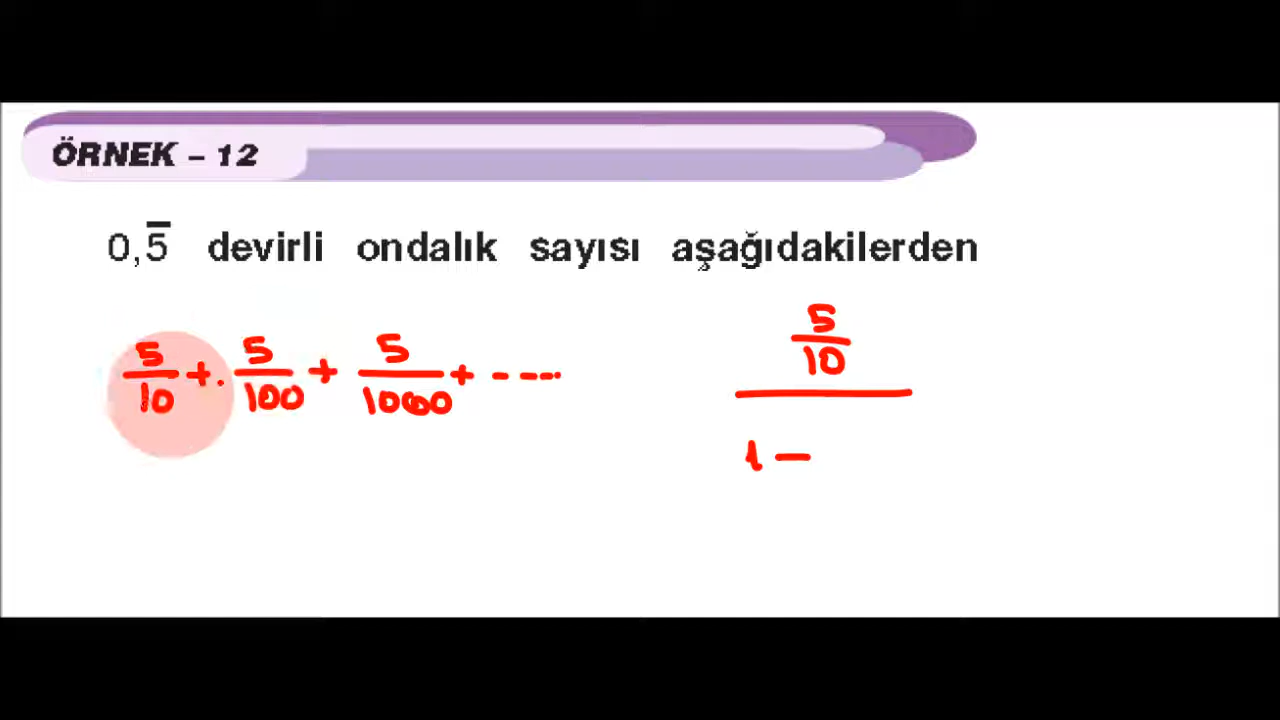 ÖRNEK – 12
0,5̅ devirli ondalık sayısı aşağıdakilerden
5/10 + . 5/100 + 5/1000 + - - - -
5/10
1 –